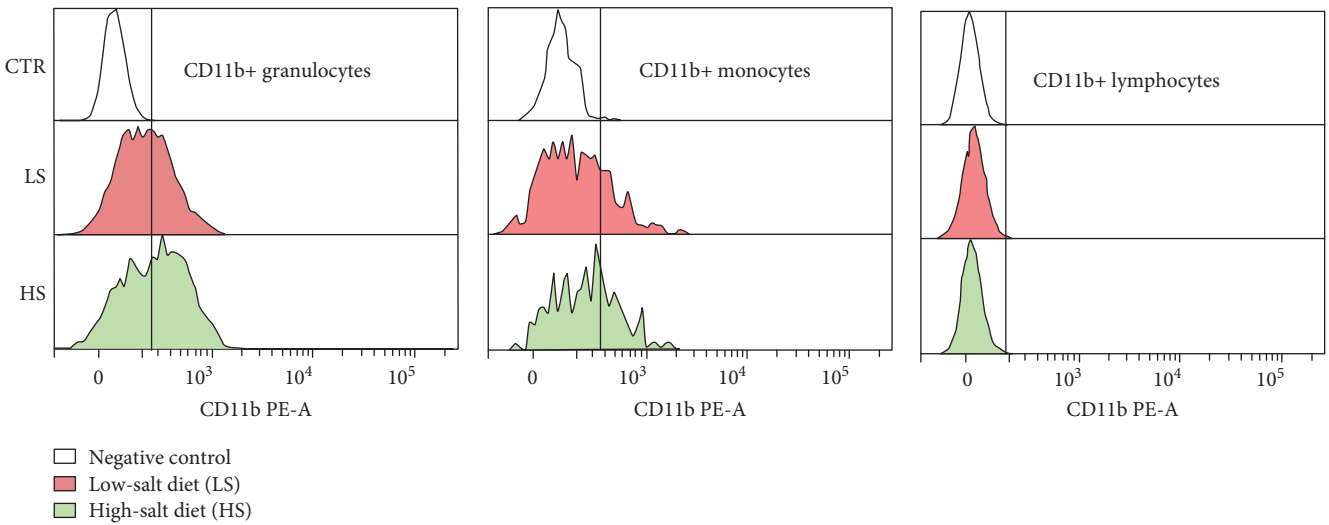 CTR
CD11b+ granulocytes
CD11b+ monocytes
CD11b+ lymphocytes
LS
HS
0 10³ 10⁴ 10⁵
0 10³ 10⁴ 10⁵
0 10³ 10⁴ 10⁵
CD11b PE-A
CD11b PE-A
CD11b PE-A
Negative control
Low-salt diet (LS)
High-salt diet (HS)